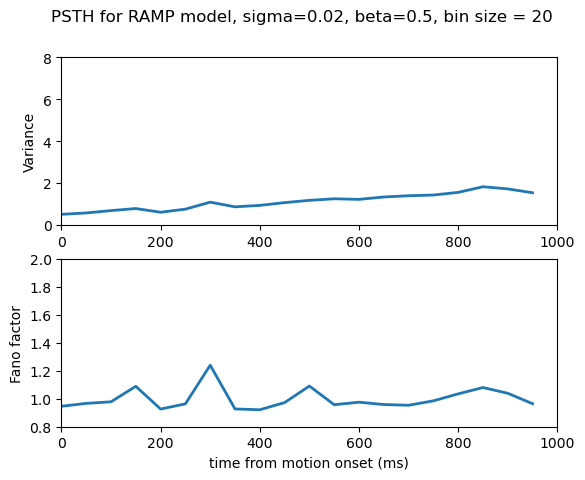 PSTH for RAMP model, sigma=0.02, beta=0.5, bin size = 20
8
6
4
2
0
Variance
0 200 400 600 800 1000
2.0
1.8
1.6
1.4
1.2
1.0
0.8
Fano factor
0 200 400 600 800 1000
time from motion onset (ms)